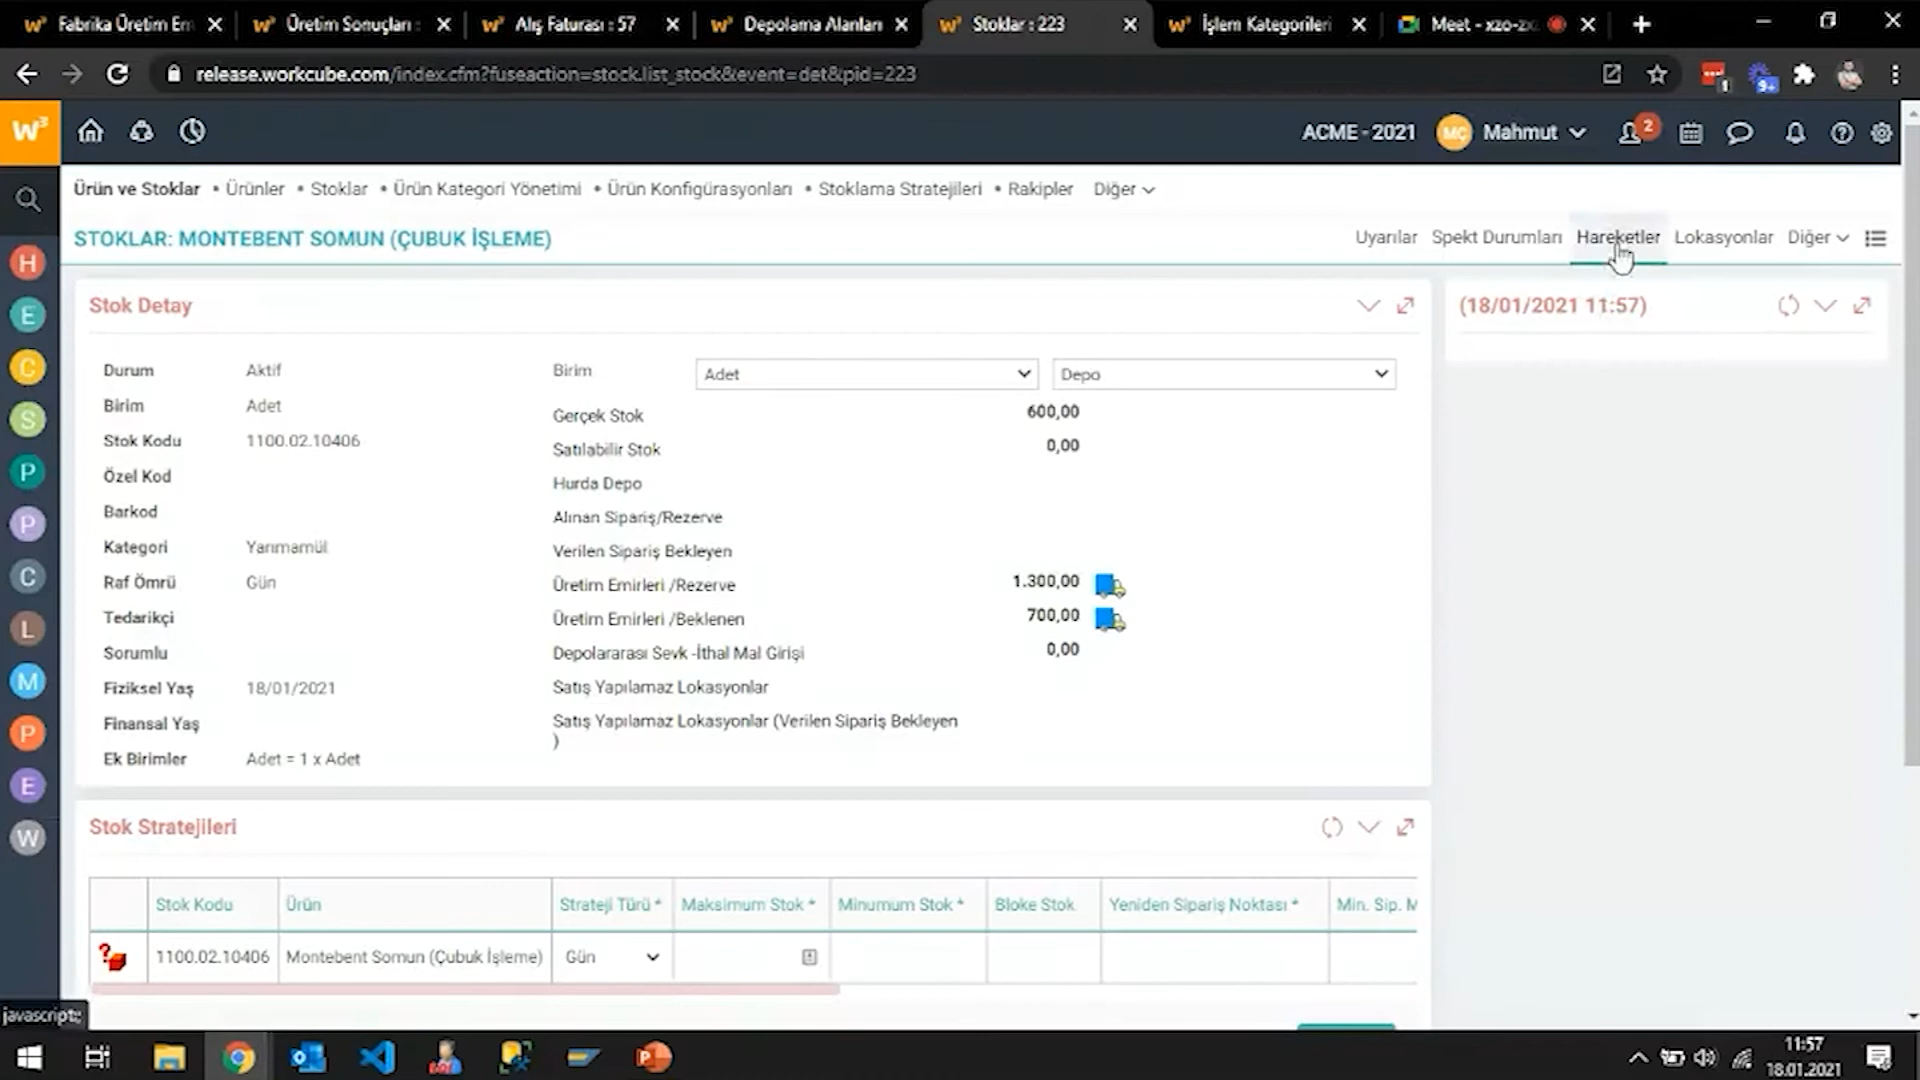 Fabrika Üretim Em
Üretim Sonuçları :
Alış Faturası : 57
Depolama Alanları
Stoklar : 223
İşlem Kategorileri
Meet - xzo-zx
release.workcube.com/index.cfm?fuseaction=stock.list_stock&event=det&pid=223
1
9+
W3
ACME - 2021
MÇ
Mahmut
2
Ürün ve Stoklar • Ürünler • Stoklar • Ürün Kategori Yönetimi • Ürün Konfigürasyonları • Stoklama Stratejileri • Rakipler Diğer
STOKLAR: MONTEBENT SOMUN (ÇUBUK İŞLEME)
Uyarılar Spekt Durumları Hareketler Lokasyonlar Diğer
H
E
C
S
P
P
C
L
M
P
E
W
Stok Detay
Durum Aktif
Birim Adet
Stok Kodu 1100.02.10406
Özel Kod
Barkod
Kategori Yarımamül
Raf Ömrü Gün
Tedarikçi
Sorumlu
Fiziksel Yaş 18/01/2021
Finansal Yaş
Ek Birimler Adet = 1 x Adet
Birim Adet Depo
Gerçek Stok 600,00
Satılabilir Stok 0,00
Hurda Depo
Alınan Sipariş/Rezerve
Verilen Sipariş Bekleyen
Üretim Emirleri /Rezerve 1.300,00
Üretim Emirleri /Beklenen 700,00
Depolararası Sevk -İthal Mal Girişi 0,00
Satış Yapılamaz Lokasyonlar
Satış Yapılamaz Lokasyonlar (Verilen Sipariş Bekleyen
)
(18/01/2021 11:57)
Stok Stratejileri
Stok Kodu Ürün Strateji Türü * Maksimum Stok * Minumum Stok * Bloke Stok Yeniden Sipariş Noktası * Min. Sip. M
1100.02.10406 Montebent Somun (Çubuk İşleme) Gün
javascript:;
11:57
18.01.2021